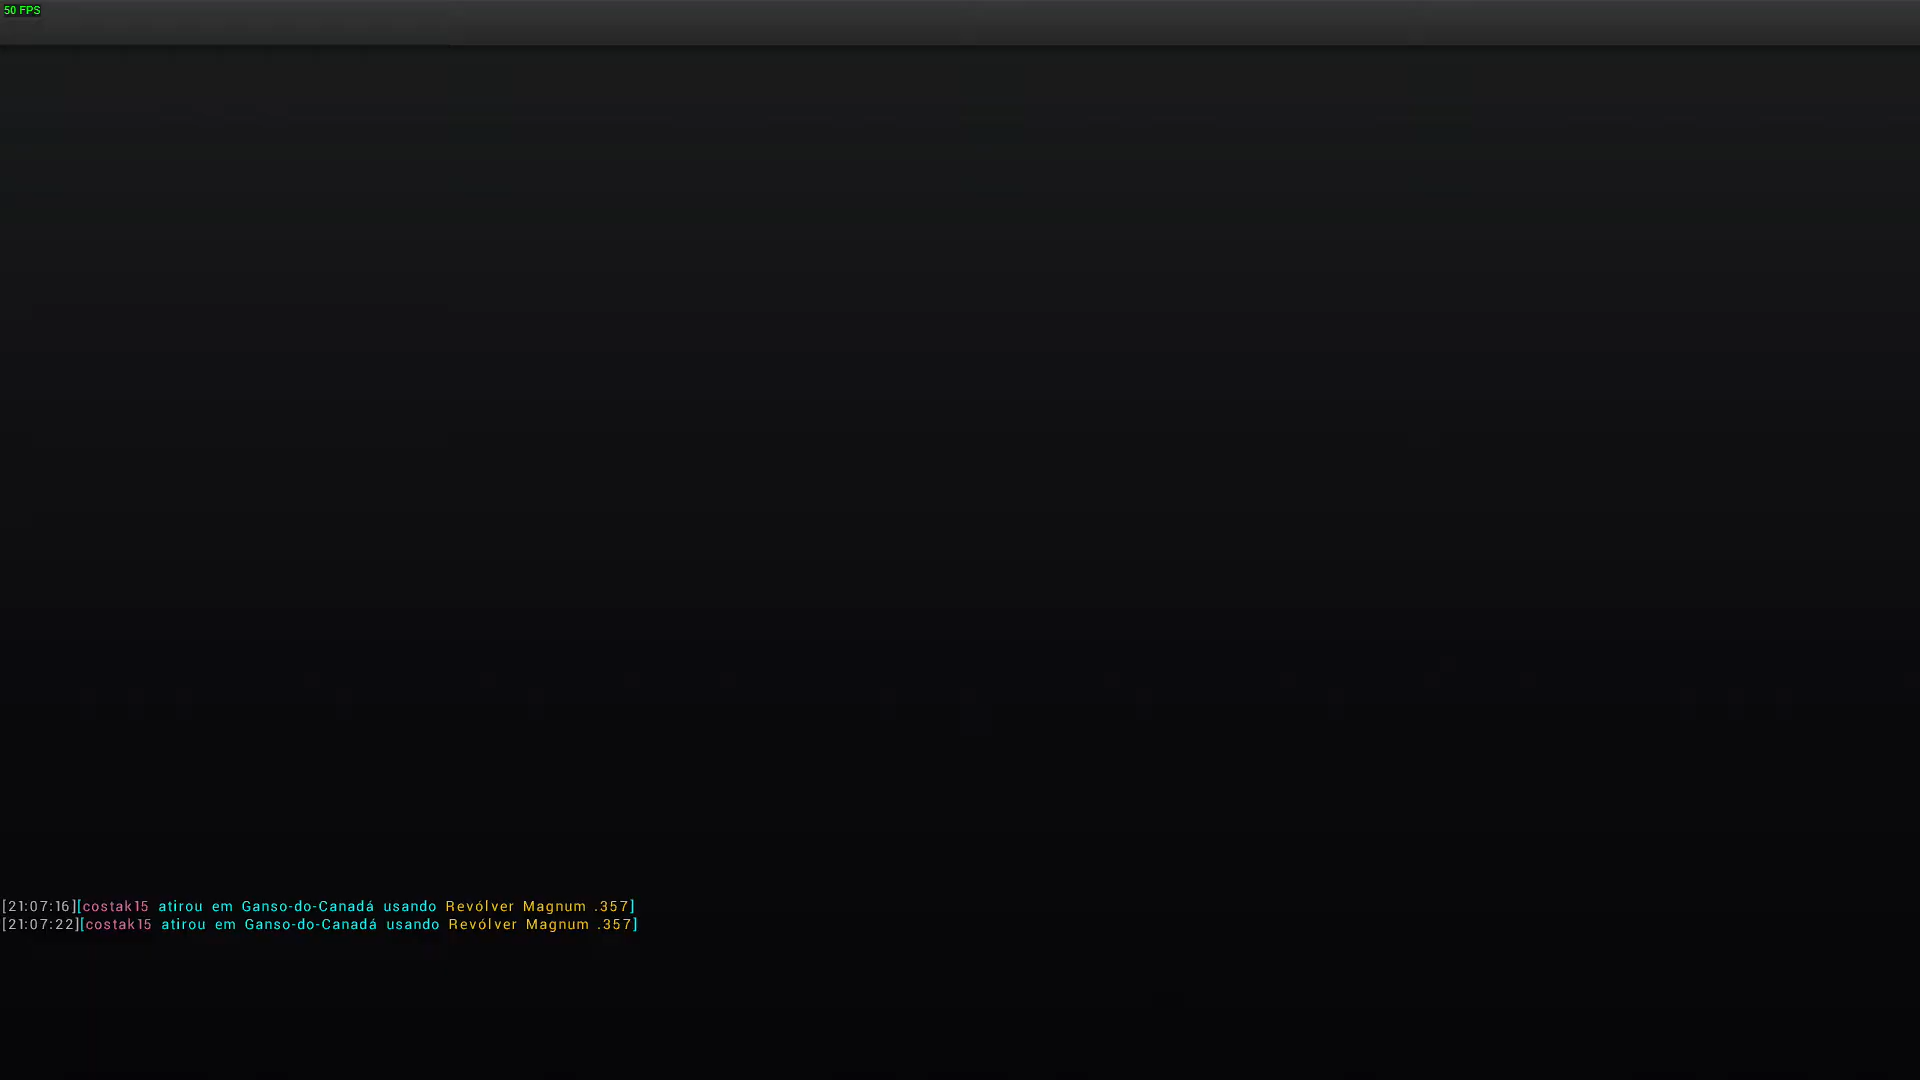 50 FPS
[21:07:16][costak15 atirou em Ganso-do-Canadá usando Revólver Magnum .357]
[21:07:22][costak15 atirou em Ganso-do-Canadá usando Revólver Magnum .357]